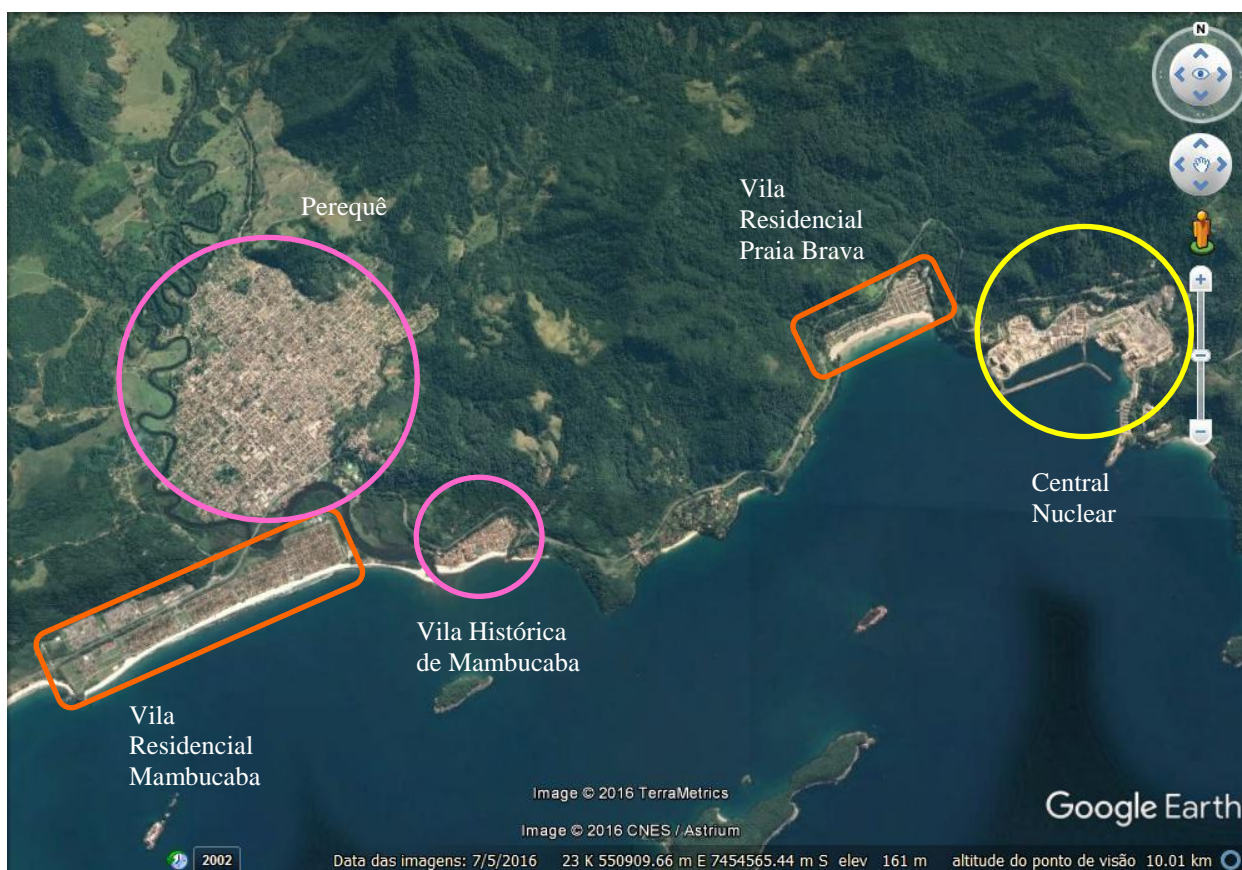 N
Perequê
Vila
Residencial
Praia Brava
Central
Nuclear
Vila Histórica
de Mambucaba
Vila
Residencial
Mambucaba
Image © 2016 TerraMetrics
Image © 2016 CNES / Astrium
Google Earth
2002
Data das imagens: 7/5/2016 23 K 550909.66 m E 7454565.44 m S elev 161 m altitude do ponto de visão 10.01 km